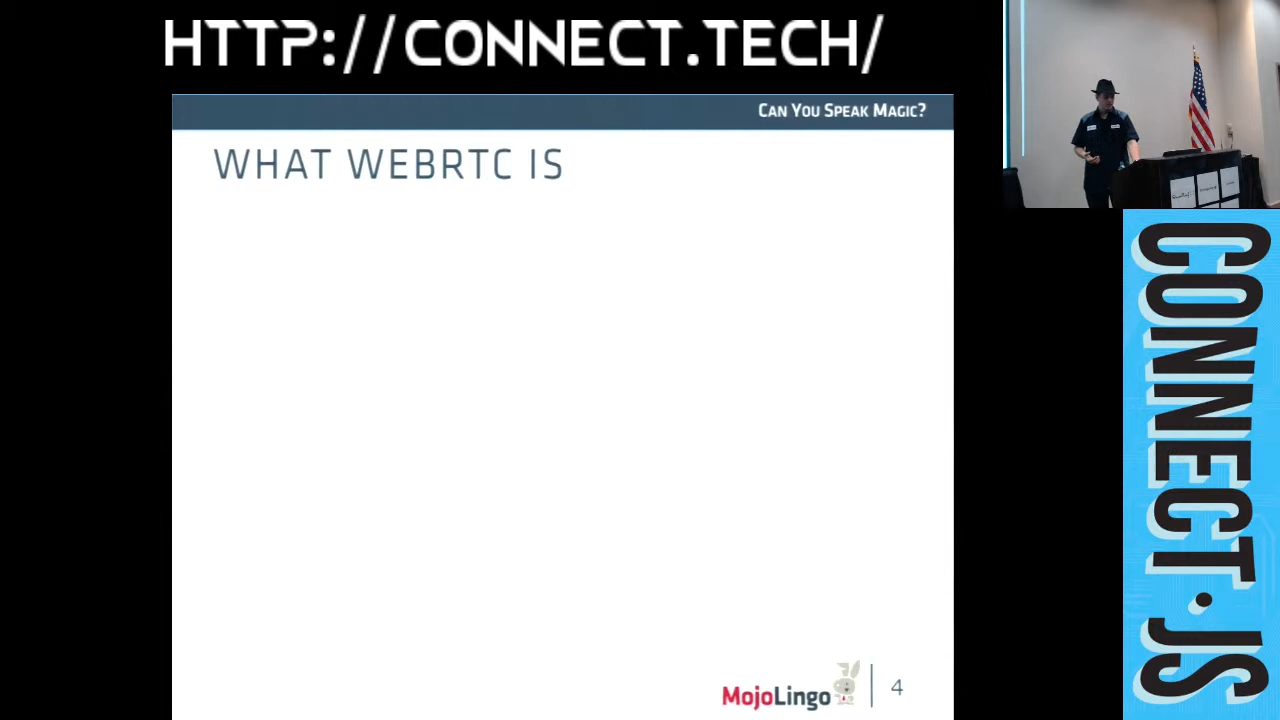 HTTP://CONNECT.TECH/
CAN YOU SPEAK MAGIC?
WHAT WEBRTC IS
MojoLingo
4
CONNECT.JS